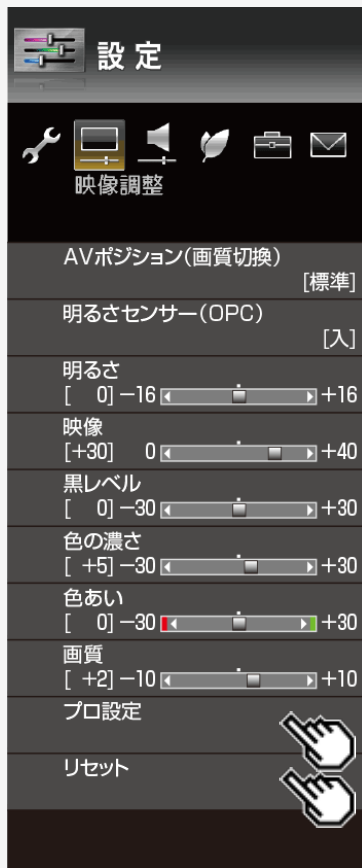 設定
映像調整
AVポジション(画質切換)
[標準]
明るさセンサー(OPC)
[入]
明るさ
[ 0] −16 +16
映像
[+30] 0 +40
黒レベル
[ 0] −30 +30
色の濃さ
[ +5] −30 +30
色あい
[ 0] −30 +30
画質
[ +2] −10 +10
プロ設定
リセット